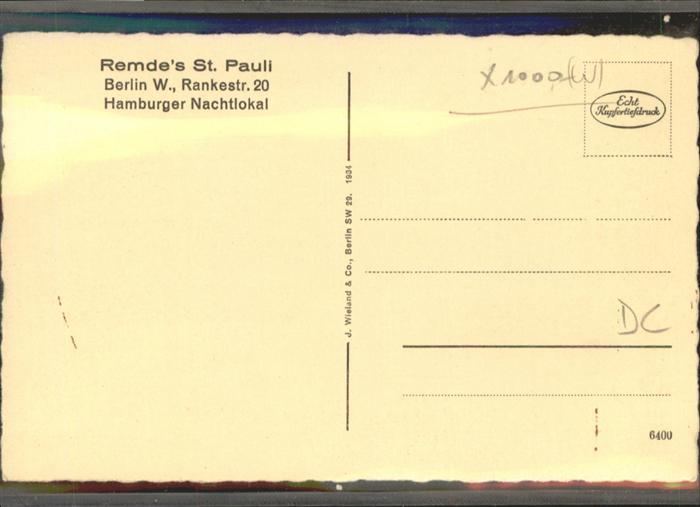 Remde's St. Pauli
Berlin W., Rankestr. 20
Hamburger Nachtlokal
Echt
Kupfertiefdruck
J. Wieland & Co., Berlin SW 29. 1934
DC
6400